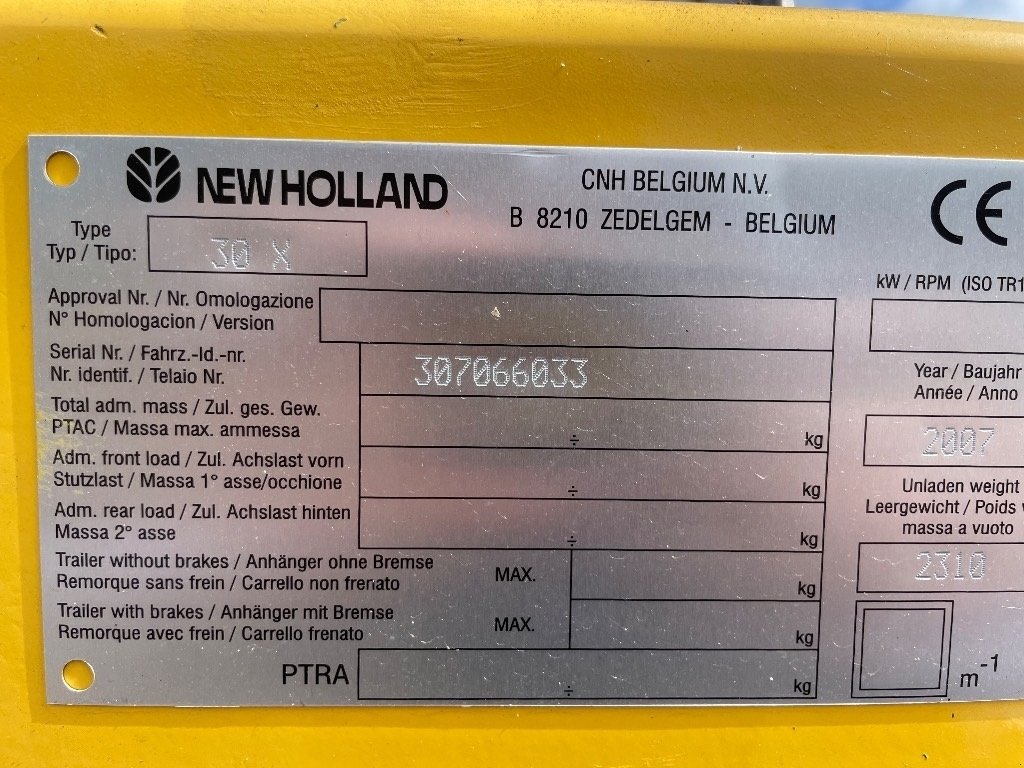 NEW HOLLAND
CNH BELGIUM N.V.
B 8210 ZEDELGEM - BELGIUM
CE
Type
Typ / Tipo:
30 X
Approval Nr. / Nr. Omologazione
N° Homologacion / Version
Serial Nr. / Fahrz.-Id.-nr.
Nr. identif. / Telaio Nr.
307066033
Total adm. mass / Zul. ges. Gew.
PTAC / Massa max. ammessa
÷ kg
Adm. front load / Zul. Achslast vorn
Stutzlast / Massa 1° asse/occhione
÷ kg
Adm. rear load / Zul. Achslast hinten
Massa 2° asse
÷ kg
Trailer without brakes / Anhänger ohne Bremse
Remorque sans frein / Carrello non frenato
MAX. kg
Trailer with brakes / Anhänger mit Bremse
Remorque avec frein / Carrello frenato
MAX. kg
PTRA ÷ kg
kW / RPM (ISO TR1
Year / Baujahr
Année / Anno
2007
Unladen weight
Leergewicht / Poids
massa a vuoto
2310
m-1